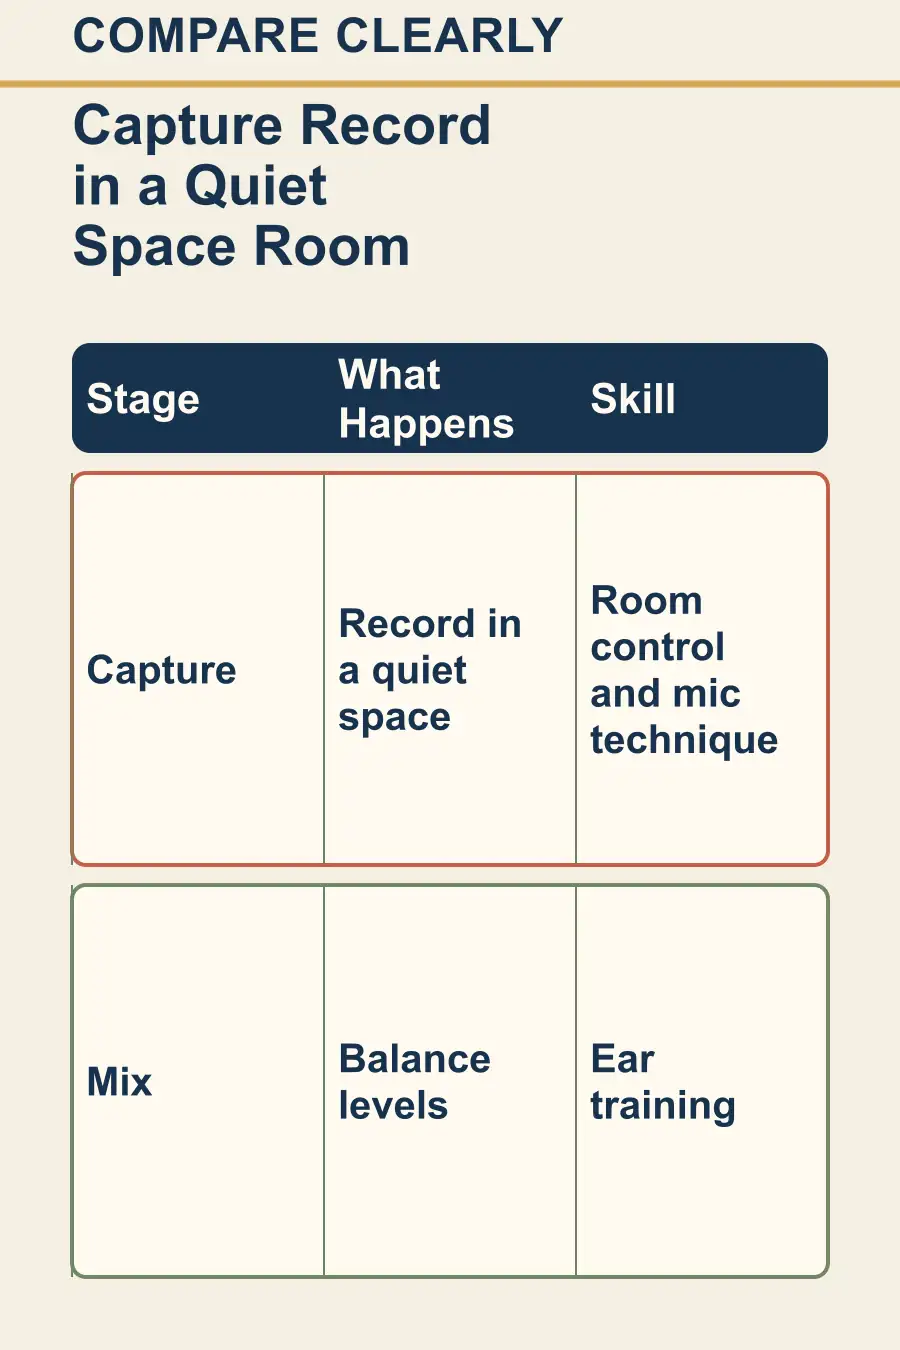 COMPARE CLEARLY
Capture Record
in a Quiet
Space Room
Stage
What
Happens
Skill
Capture
Record in
a quiet
space
Room
control
and mic
technique
Mix
Balance
levels
Ear
training